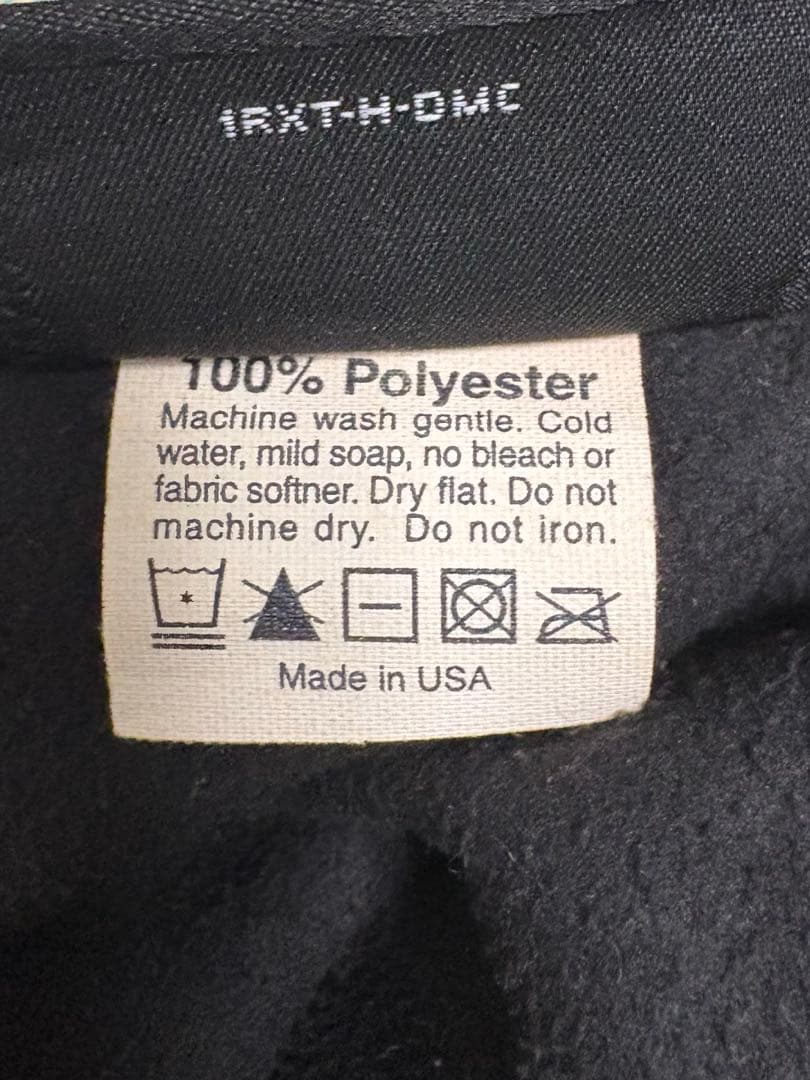 1RXT-H-DMC
100% Polyester
Machine wash gentle. Cold
water, mild soap, no bleach or
fabric softner. Dry flat. Do not
machine dry. Do not iron.
Made in USA